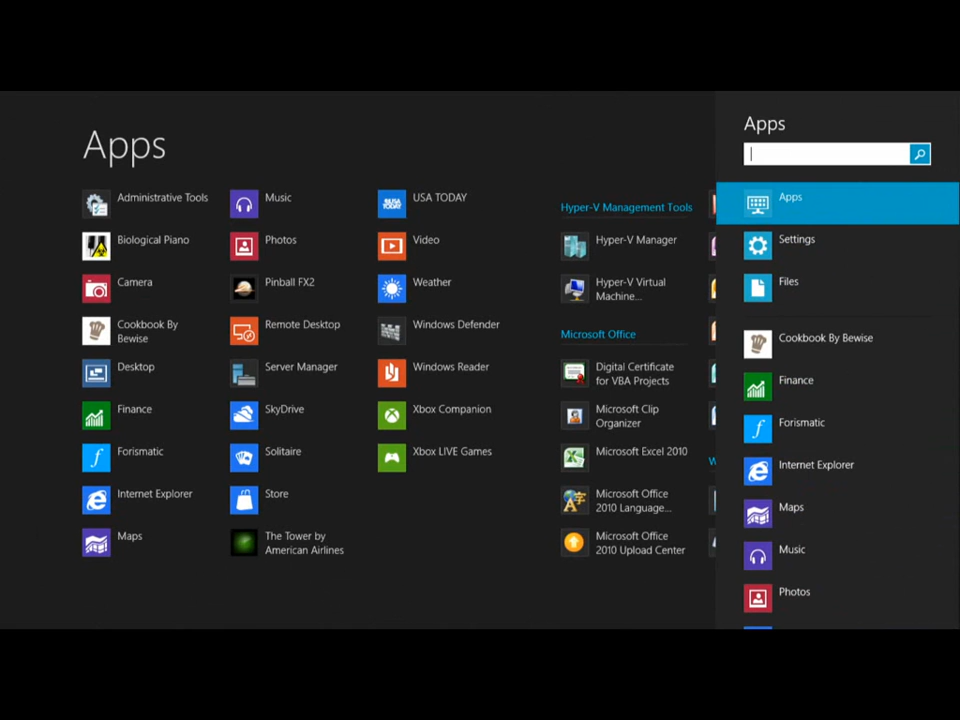 Apps
Administrative Tools
Biological Piano
Camera
Cookbook By
Bewise
Desktop
Finance
Forismatic
Internet Explorer
Maps
Music
Photos
Pinball FX2
Remote Desktop
Server Manager
SkyDrive
Solitaire
Store
The Tower by
American Airlines
USA TODAY
Video
Weather
Windows Defender
Windows Reader
Xbox Companion
Xbox LIVE Games
Hyper-V Management Tools
Hyper-V Manager
Hyper-V Virtual
Machine...
Microsoft Office
Digital Certificate
for VBA Projects
Microsoft Clip
Organizer
Microsoft Excel 2010
Microsoft Office
2010 Language...
Microsoft Office
2010 Upload Center
W
Apps
Apps
Settings
Files
Cookbook By Bewise
Finance
Forismatic
Internet Explorer
Maps
Music
Photos